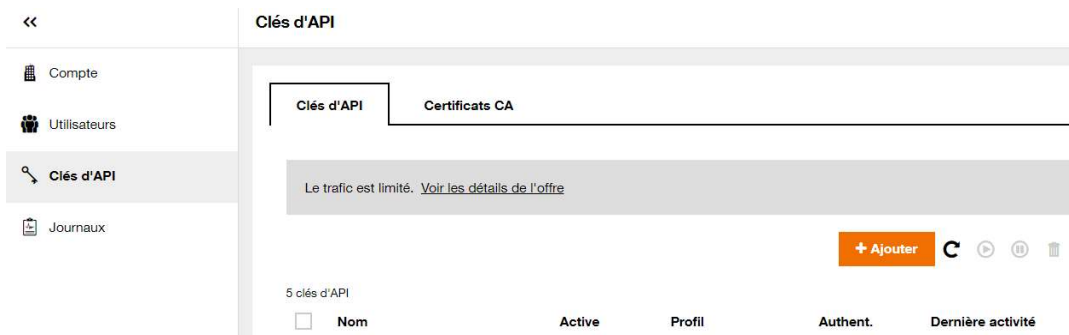 Clés d'API
Compte
Utilisateurs
Clés d'API
Journaux
Clés d'API Certificats CA
Le trafic est limité. Voir les détails de l'offre
+ Ajouter
5 clés d'API
Nom Active Profil Authent. Dernière activité